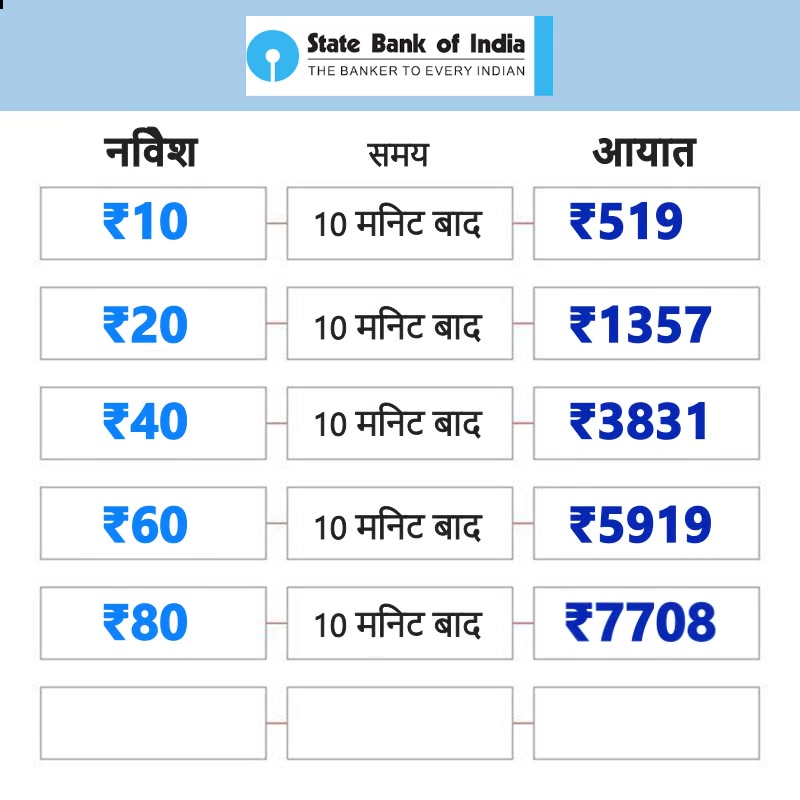 State Bank of India
THE BANKER TO EVERY INDIAN
नविेश समय आयात
₹10 10 मनिट बाद ₹519
₹20 10 मनिट बाद ₹1357
₹40 10 मनिट बाद ₹3831
₹60 10 मनिट बाद ₹5919
₹80 10 मनिट बाद ₹7708